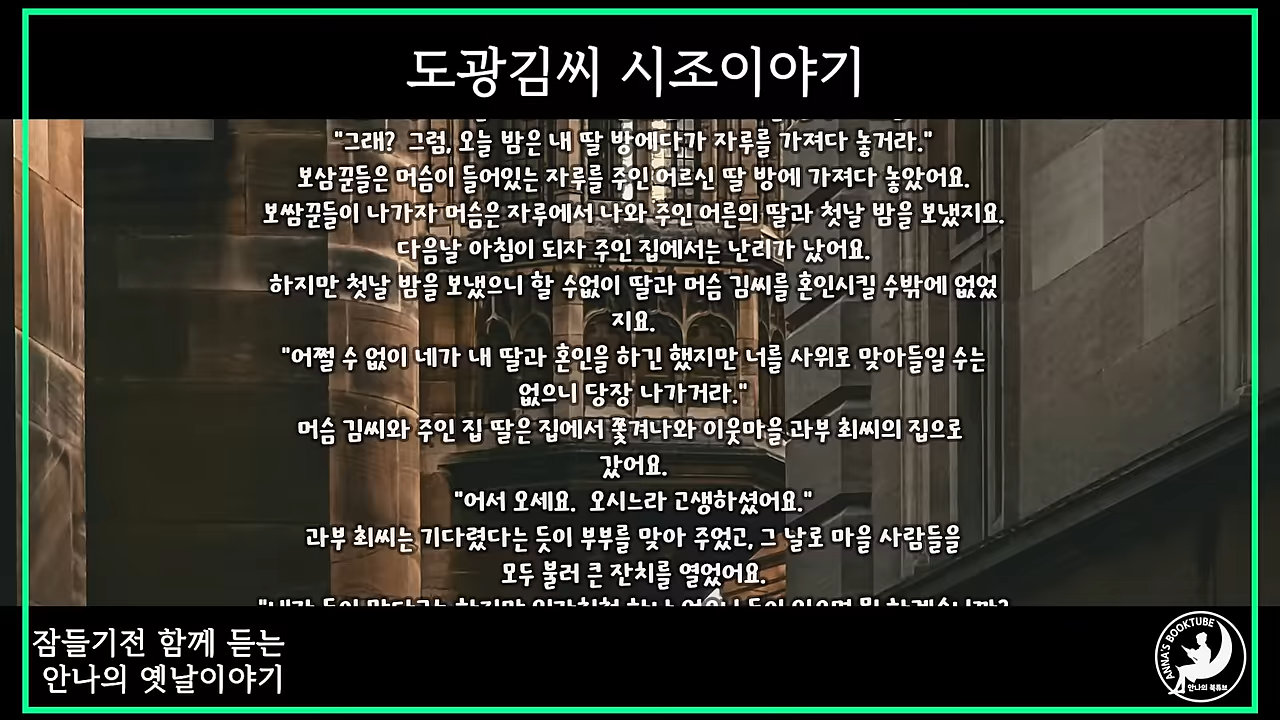 도광김씨 시조이야기
"그래?  그럼, 오늘 밤은 내 딸 방에다가 자루를 가져다 놓거라."
보삼꾼들은 머슴이 들어있는 자루를 주인 어르신 딸 방에 가져다 놓았어요.
보쌈꾼들이 나가자 머슴은 자루에서 나와 주인 어른의 딸과 첫날 밤을 보냈지요.
다음날 아침이 되자 주인 집에서는 난리가 났어요.
하지만 첫날 밤을 보냈으니 할 수없이 딸과 머슴 김씨를 혼인시킬 수밖에 없었
지요.
"어쩔 수 없이 네가 내 딸과 혼인을 하긴 했지만 너를 사위로 맞아들일 수는
없으니 당장 나가거라."
머슴 김씨와 주인 집 딸은 집에서 쫓겨나와 이웃마을 과부 최씨의 집으로
갔어요.
"어서 오세요.  오시느라 고생하셨어요."
과부 최씨는 기다렸다는 듯이 부부를 맞아 주었고, 그 날로 마을 사람들을
모두 불러 큰 잔치를 열었어요.
잠들기전 함께 듣는
안나의 옛날이야기
ANNA'S BOOKTUBE
안나의 북튜브